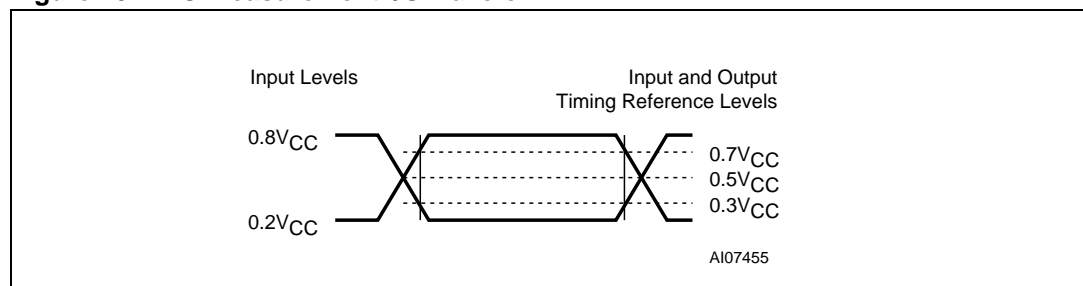 Input Levels
Input and Output
Timing Reference Levels
0.8VCC
0.7VCC
0.5VCC
0.3VCC
0.2VCC
AI07455